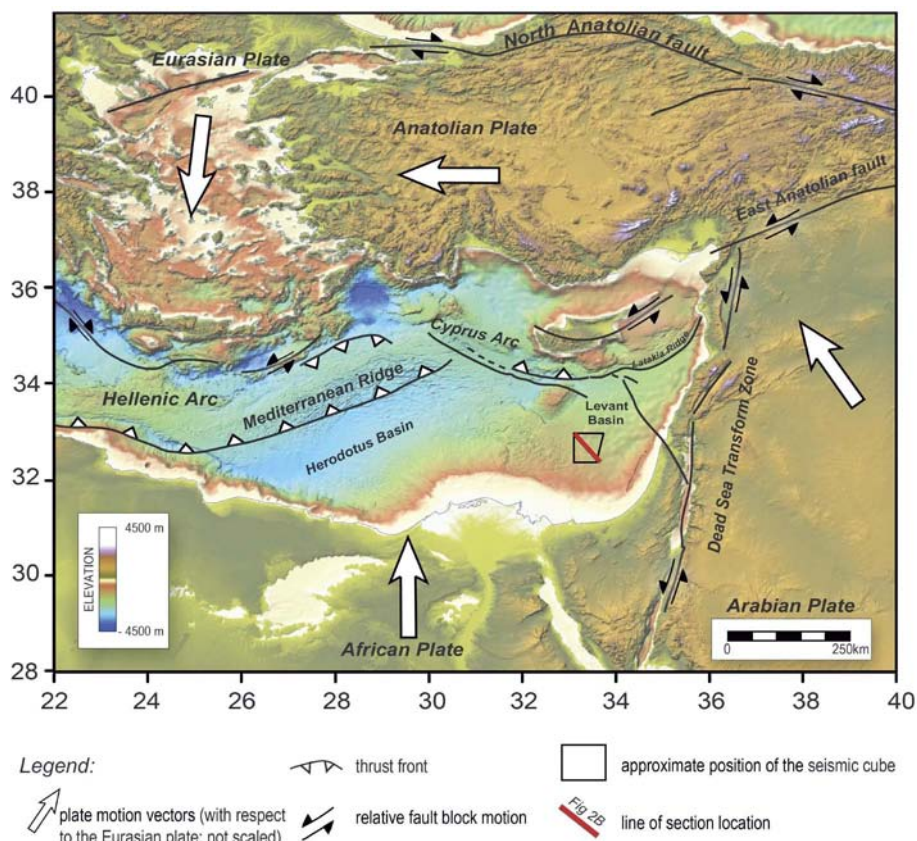 North Anatolian fault
Eurasian Plate
40
Anatolian Plate
East Anatolian fault
38
36
Cyprus Arc
Latakia Ridge
34
Hellenic Arc
Mediterranean Ridge
Levant
Basin
Herodotus Basin
Dead Sea Transform Zone
32
ELEVATION
4500 m
- 4500 m
30
Arabian Plate
250km
0
African Plate
28
22
24
26
28
30
32
34
36
38
40
Legend:
thrust front
approximate position of the seismic cube
plate motion vectors (with respect
to the Eurasian plate; not scaled)
relative fault block motion
Fig 2B
line of section location